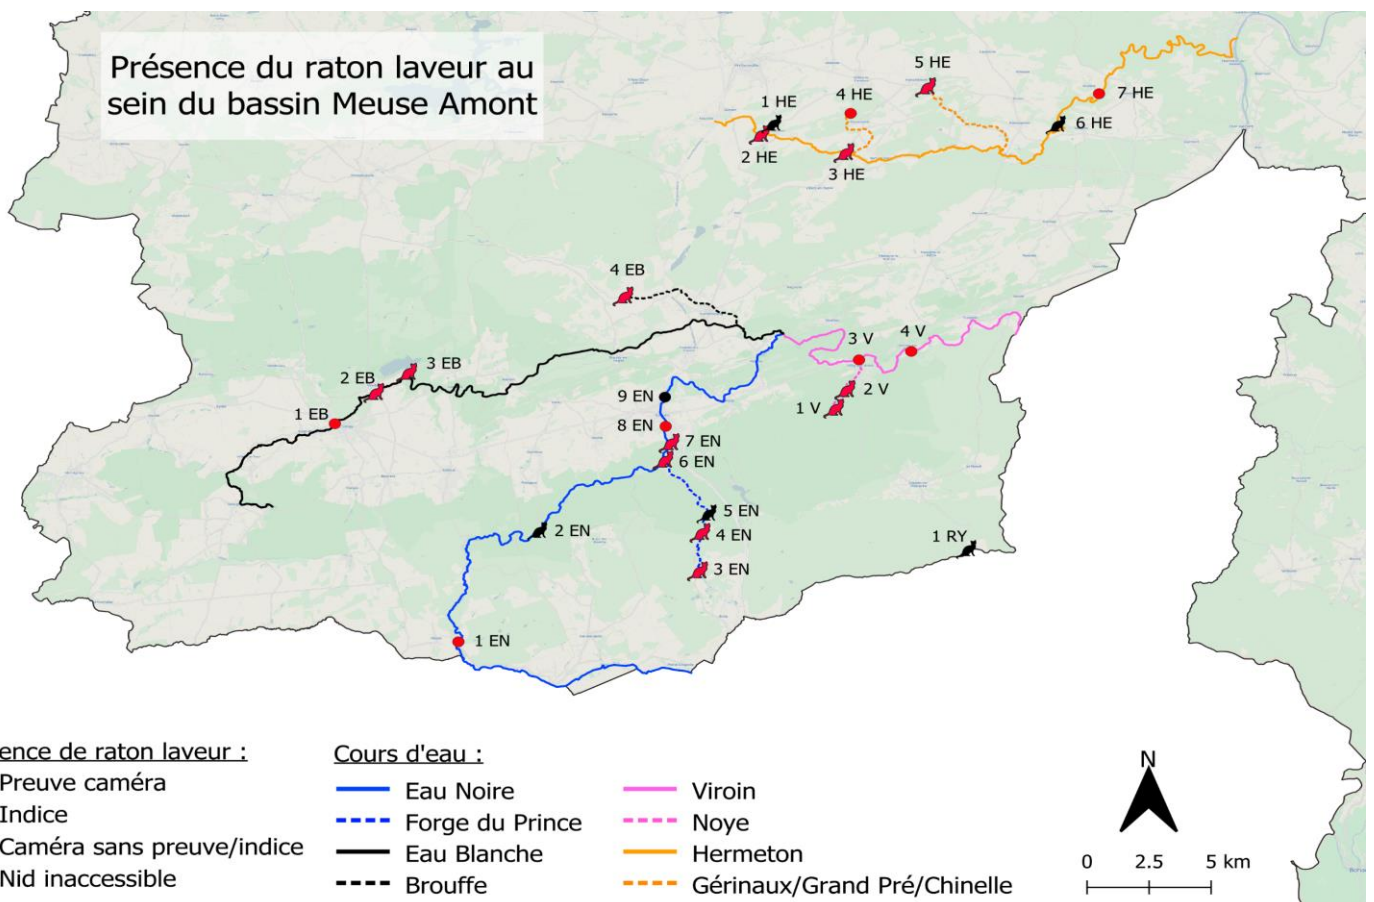 Présence du raton laveur au
sein du bassin Meuse Amont
5 HE
1 HE
4 HE
7 HE
6 HE
2 HE
3 HE
4 EB
3 V
4 V
3 EB
2 EB
2 V
9 EN
1 V
1 EB
8 EN
7 EN
6 EN
5 EN
2 EN
4 EN
1 RY
3 EN
1 EN
ence de raton laveur :
Preuve caméra
Indice
Caméra sans preuve/indice
Nid inaccessible
Cours d'eau :
Eau Noire
Forge du Prince
Eau Blanche
Brouffe
Viroin
Noye
Hermeton
Gérinaux/Grand Pré/Chinelle
N
0 2.5 5 km